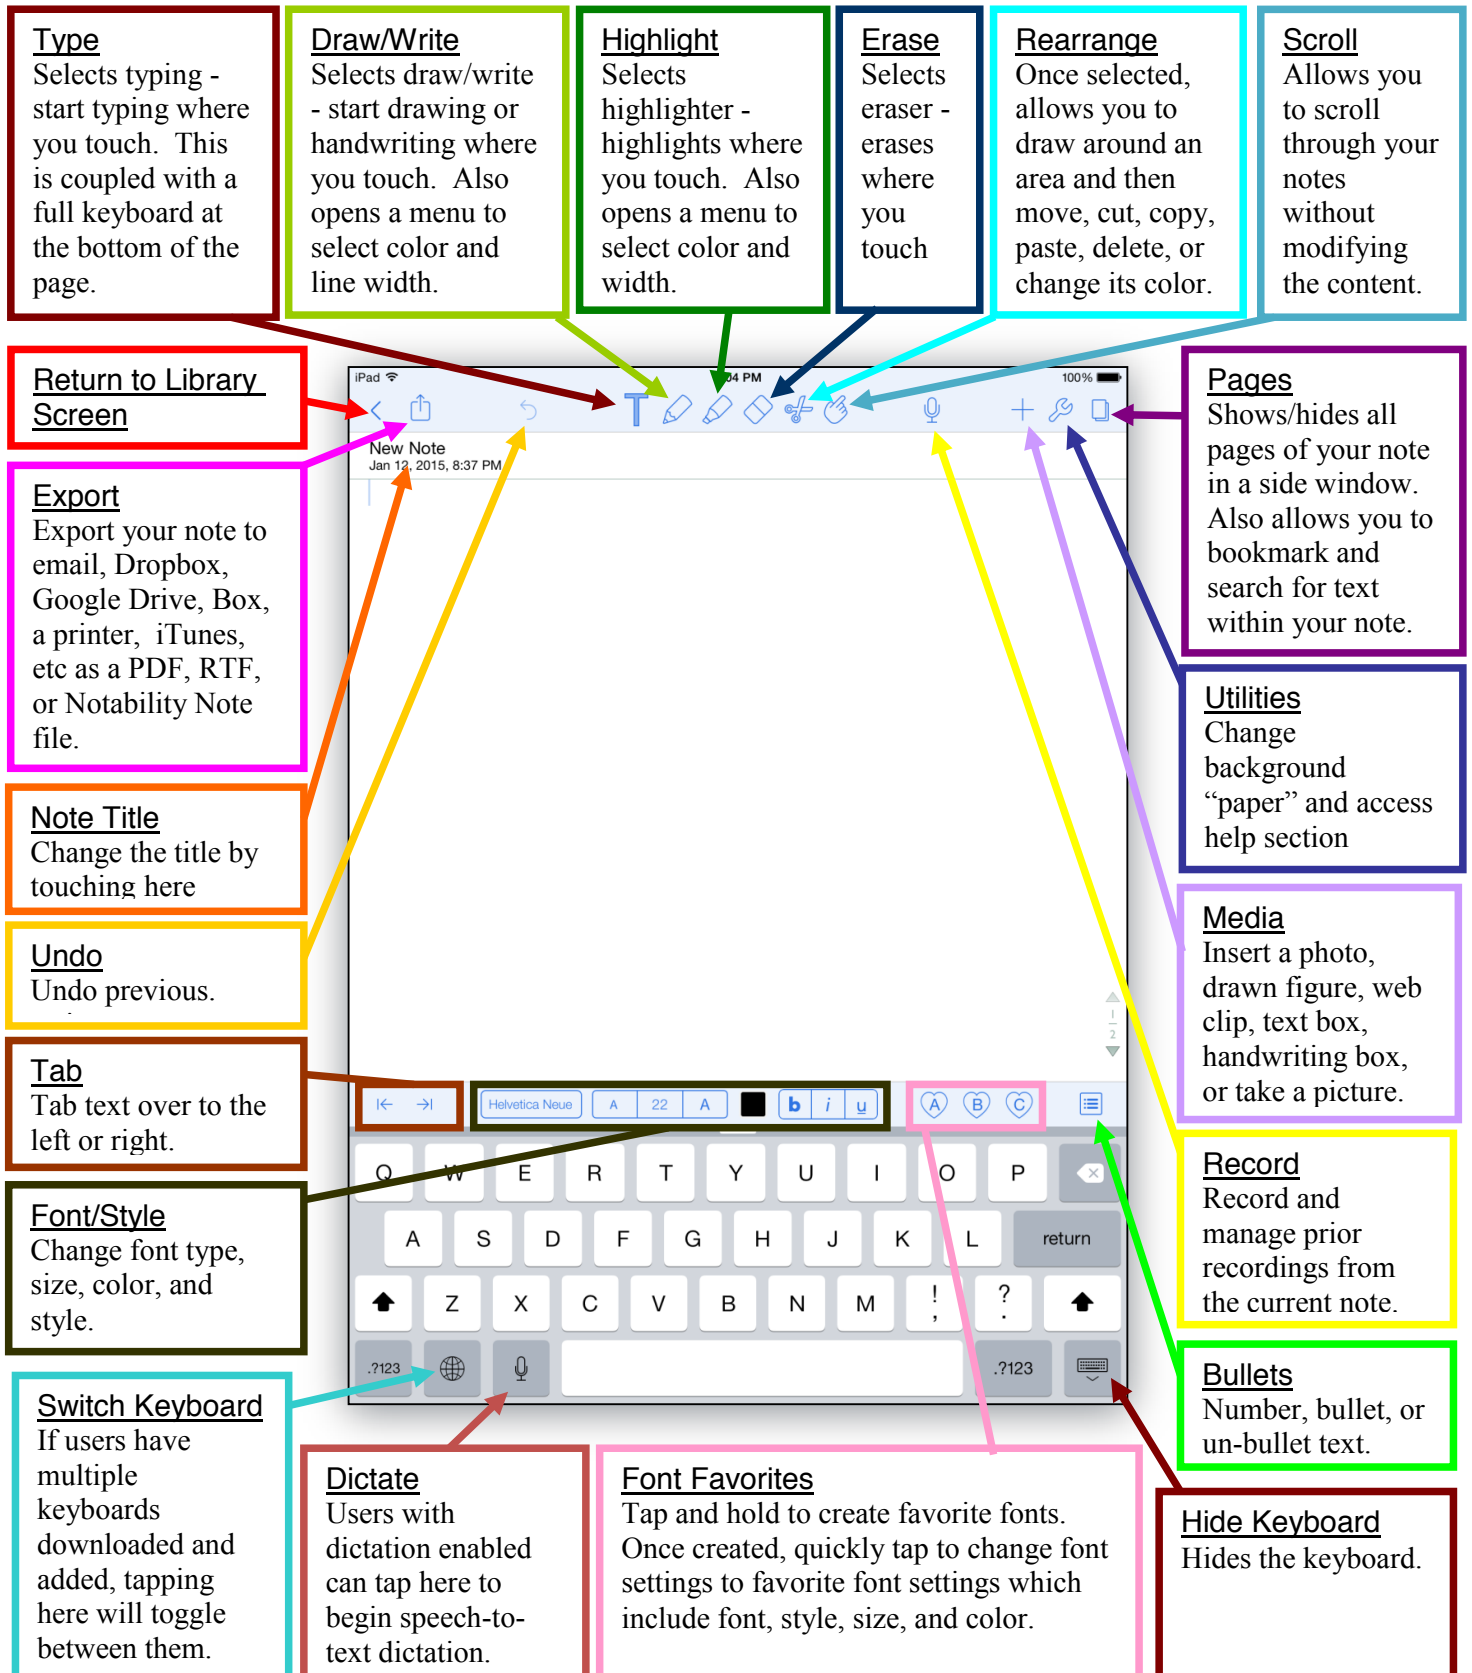 Type
Selects typing -
start typing where
you touch.  This
is coupled with a
full keyboard at
the bottom of the
page.
Draw/Write
Selects draw/write
- start drawing or
handwriting where
you touch.  Also
opens a menu to
select color and
line width.
Highlight
Selects
highlighter -
highlights where
you touch.  Also
opens a menu to
select color and
width.
Erase
Selects
eraser -
erases
where
you
touch
Rearrange
Once selected,
allows you to
draw around an
area and then
move, cut, copy,
paste, delete, or
change its color.
Scroll
Allows you
to scroll
through your
notes
without
modifying
the content.
Return to Library
Screen
Export
Export your note to
email, Dropbox,
Google Drive, Box,
a printer,  iTunes,
etc as a PDF, RTF,
or Notability Note
file.
Note Title
Change the title by
touching here
Undo
Undo previous.
Tab
Tab text over to the
left or right.
Font/Style
Change font type,
size, color, and
style.
Switch Keyboard
If users have
multiple
keyboards
downloaded and
added, tapping
here will toggle
between them.
iPad 04 PM 100%
T
New Note
Jan 12, 2015, 8:37 PM
1
2
Helvetica Neue A 22 A b i u A B C
Q W E R T Y U I O P
A S D F G H J K L return
Z X C V B N M ! , ? .
.?123 .?123
Pages
Shows/hides all
pages of your note
in a side window.
Also allows you to
bookmark and
search for text
within your note.
Utilities
Change
background
“paper” and access
help section
Media
Insert a photo,
drawn figure, web
clip, text box,
handwriting box,
or take a picture.
Record
Record and
manage prior
recordings from
the current note.
Bullets
Number, bullet, or
un-bullet text.
Dictate
Users with
dictation enabled
can tap here to
begin speech-to-
text dictation.
Font Favorites
Tap and hold to create favorite fonts.
Once created, quickly tap to change font
settings to favorite font settings which
include font, style, size, and color.
Hide Keyboard
Hides the keyboard.